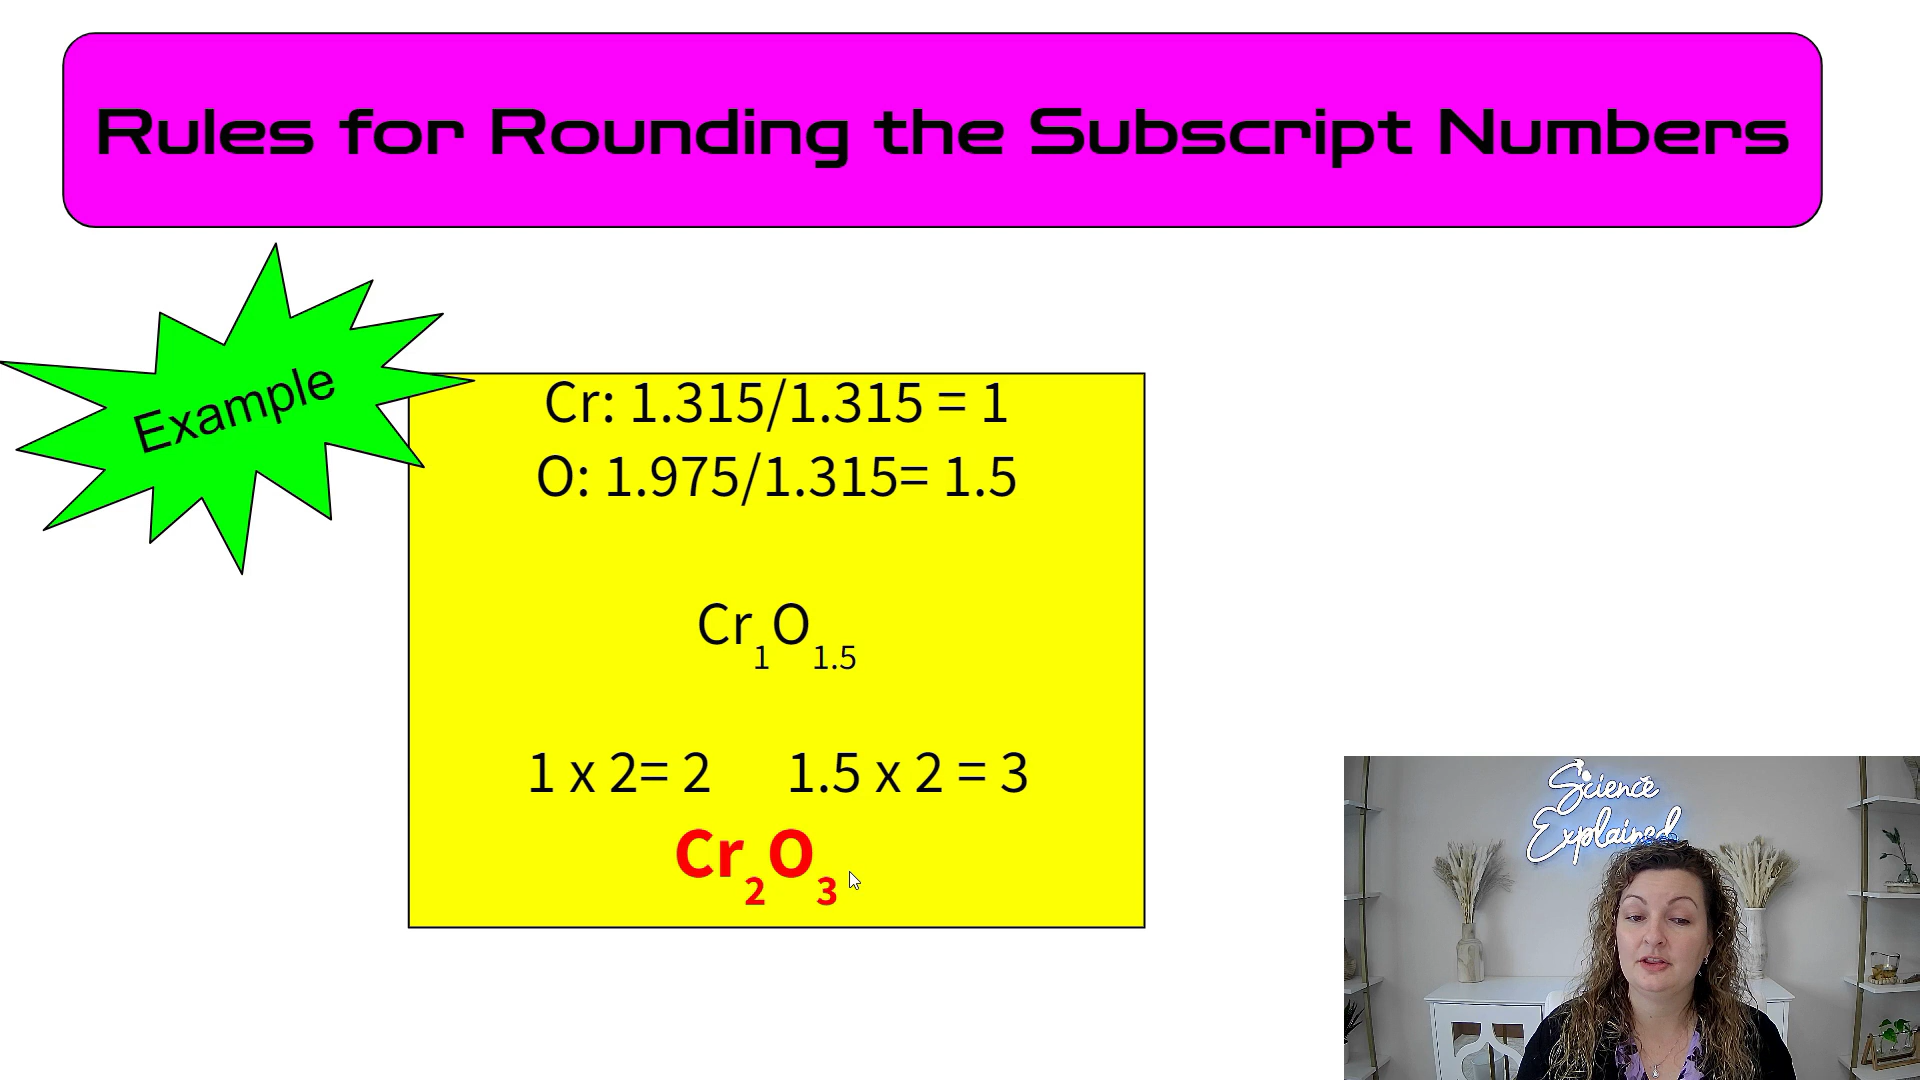 Rules for Rounding the Subscript Numbers
Example
Cr: 1.315/1.315 = 1
O: 1.975/1.315= 1.5
Cr₁O₁.₅
1 x 2= 2 1.5 x 2 = 3
Cr₂O₃
Science
Explained